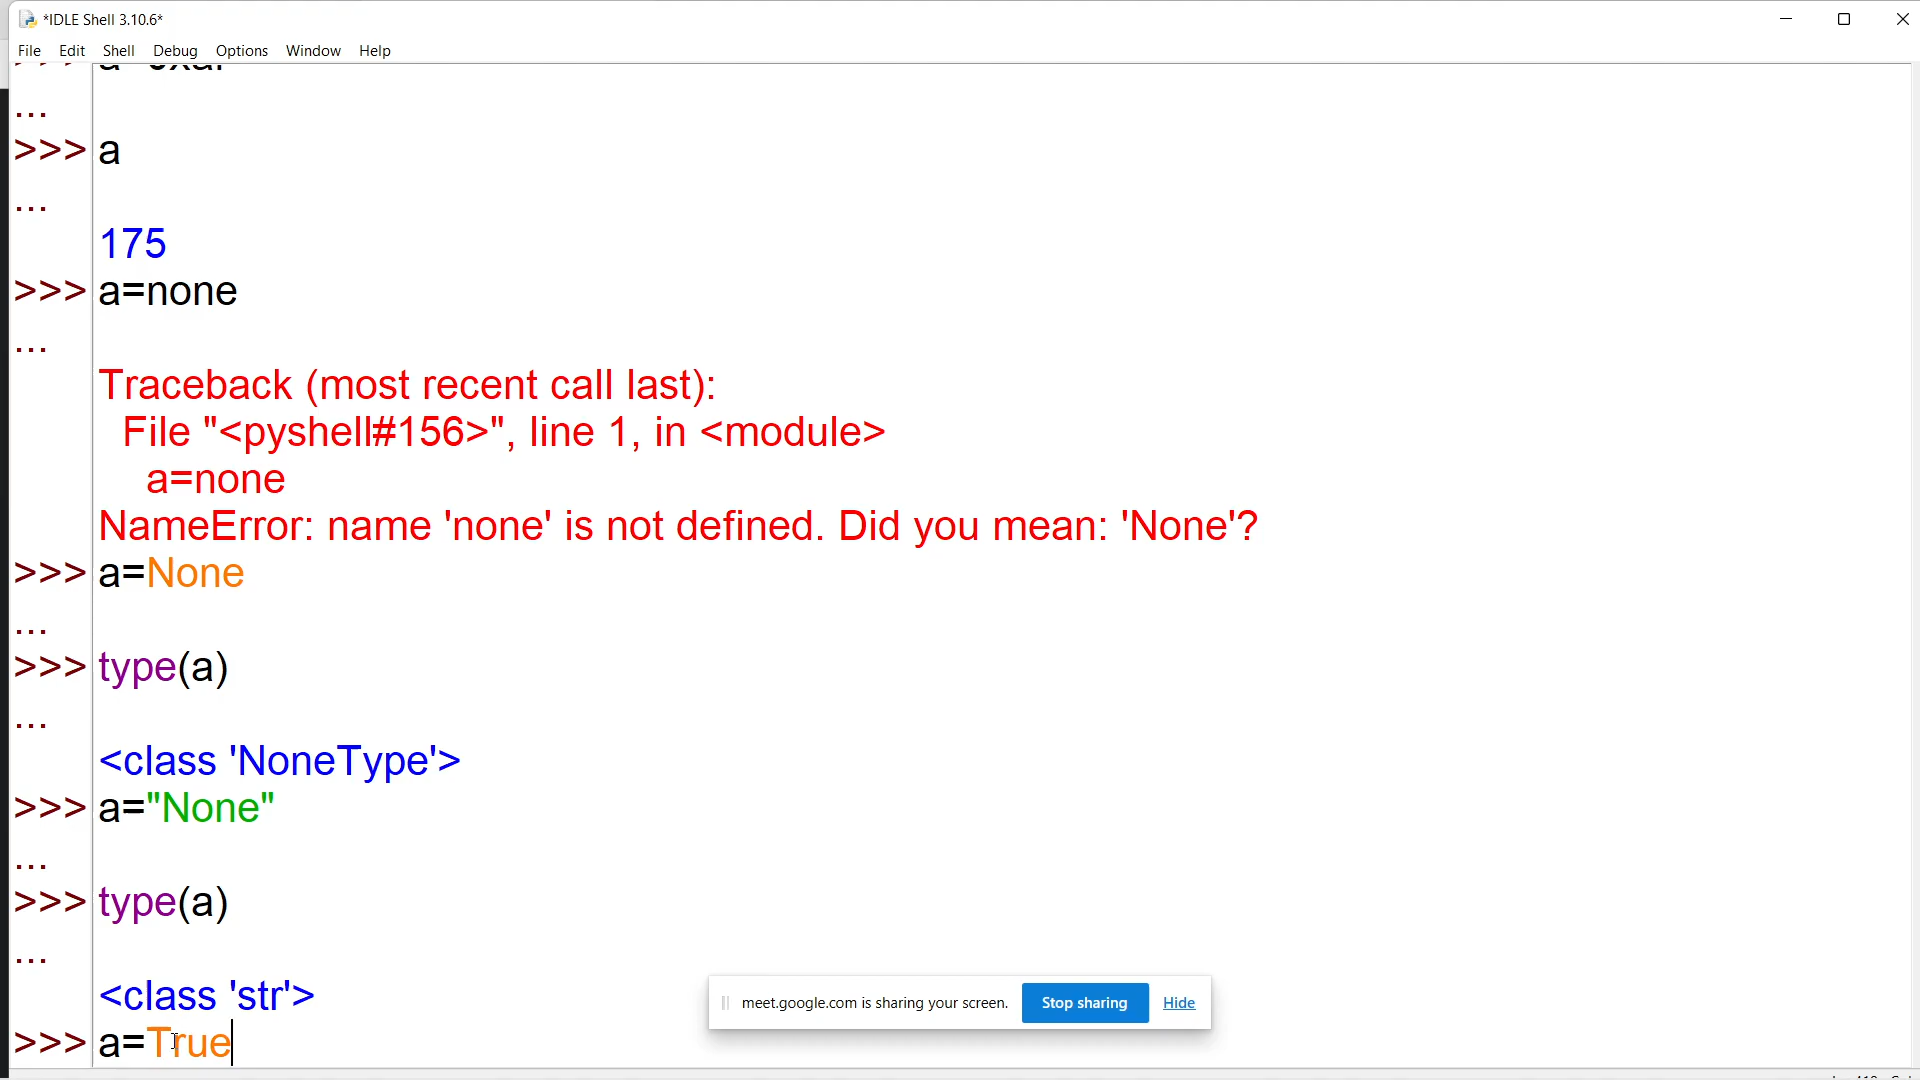 *IDLE Shell 3.10.6*
File Edit Shell Debug Options Window Help
...
>>> a
...
175
>>> a=none
...
Traceback (most recent call last):
File "<pyshell#156>", line 1, in <module>
a=none
NameError: name 'none' is not defined. Did you mean: 'None'?
>>> a=None
...
>>> type(a)
...
<class 'NoneType'>
>>> a="None"
...
>>> type(a)
...
<class 'str'>
meet.google.com is sharing your screen. Stop sharing Hide
>>> a=True